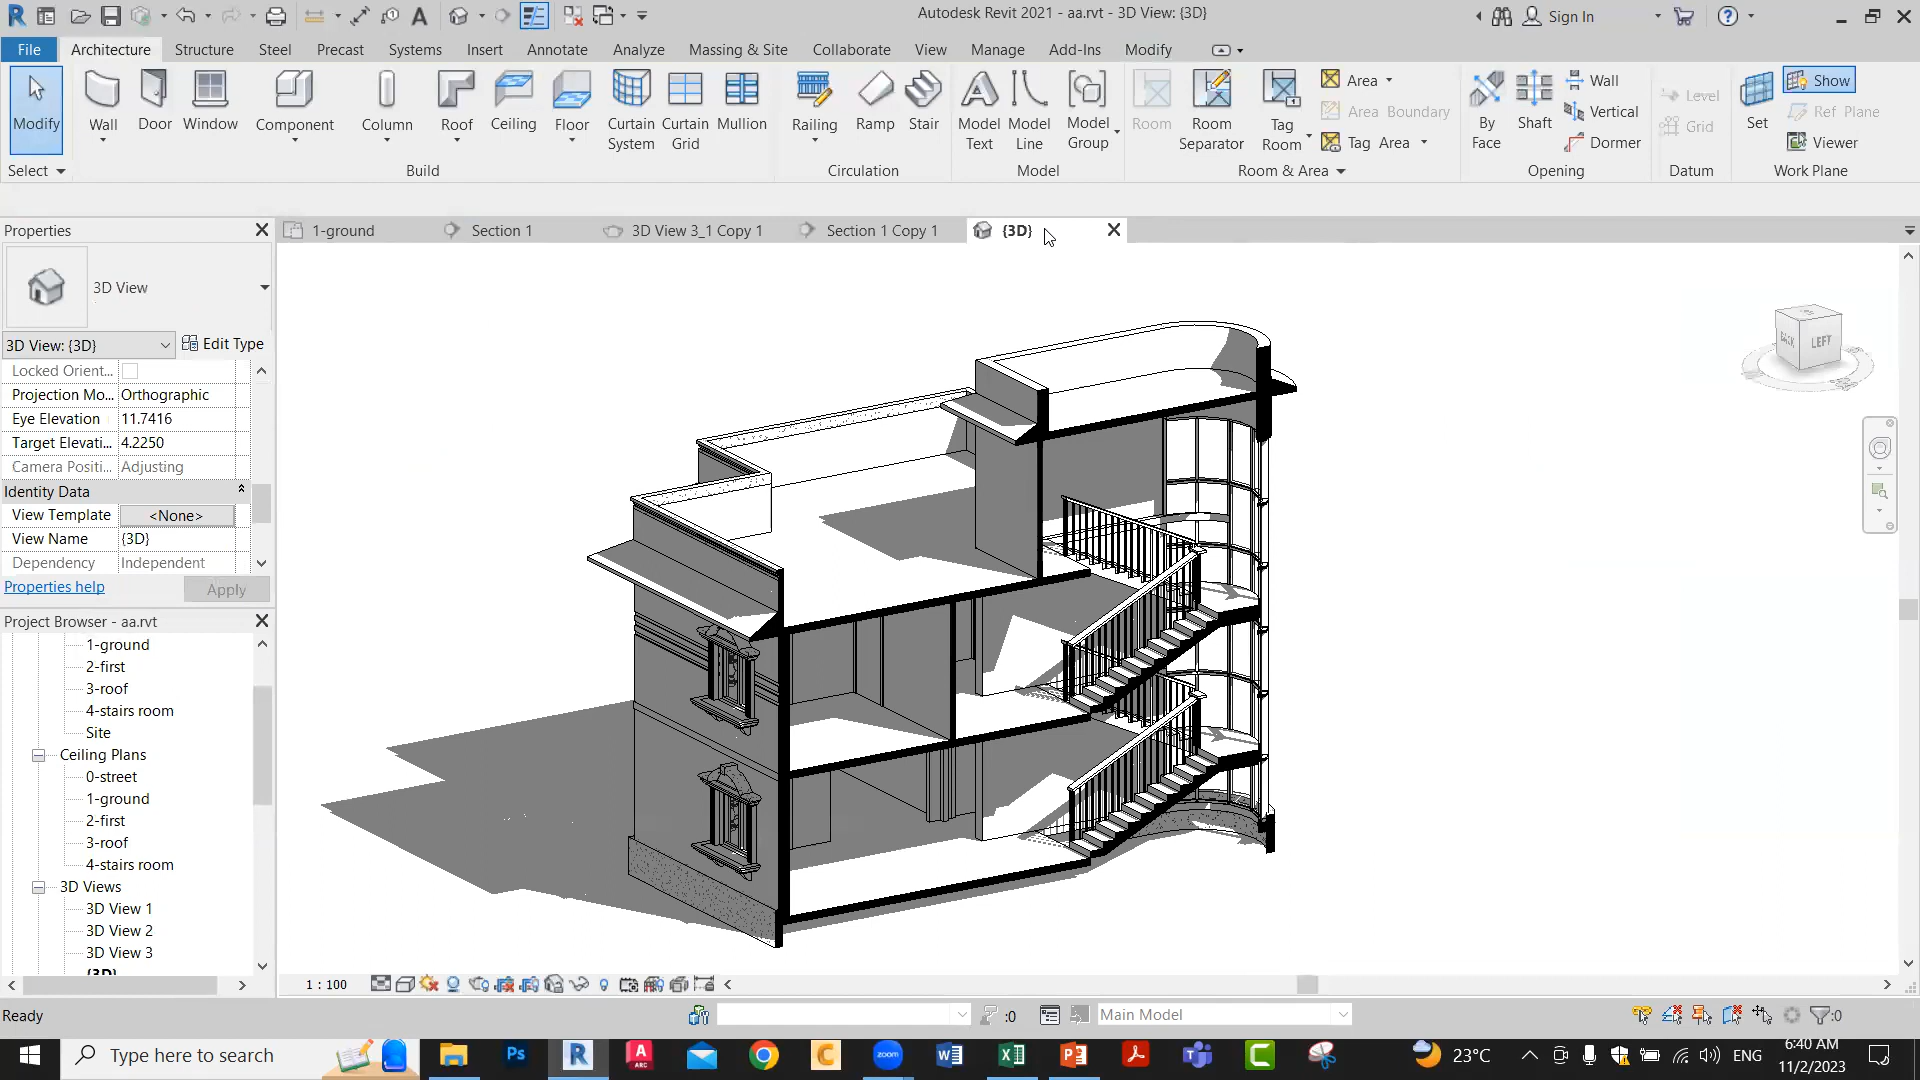 Autodesk Revit 2021 - aa.rvt - 3D View: {3D}
Sign In
File Architecture Structure Steel Precast Systems Insert Annotate Analyze Massing & Site Collaborate View Manage Add-Ins Modify
Modify
Wall
Door
Window
Component
Column
Roof
Ceiling
Floor
Curtain System
Curtain Grid
Mullion
Railing
Ramp
Stair
Model Text
Model Line
Model Group
Room
Room Separator
Tag Room
Area
Area Boundary
Tag Area
By Face
Shaft
Wall
Vertical
Dormer
Level
Grid
Set
Show
Ref Plane
Viewer
Select Build Circulation Model Room & Area Opening Datum Work Plane
Properties
1-ground Section 1 3D View 3_1 Copy 1 Section 1 Copy 1 {3D}
3D View
3D View: {3D} Edit Type
Locked Orient...
Projection Mo... Orthographic
Eye Elevation 11.7416
Target Elevati... 4.2250
Camera Positi... Adjusting
Identity Data
View Template <None>
View Name {3D}
Dependency Independent
Properties help Apply
Project Browser - aa.rvt
1-ground
2-first
3-roof
4-stairs room
Site
Ceiling Plans
0-street
1-ground
2-first
3-roof
4-stairs room
3D Views
3D View 1
3D View 2
3D View 3
{3D}
BACK LEFT
1 : 100
Ready
:0
Main Model
:0
Type here to search
Ps
R
A
ARC
C
zoom
W
X
P
T
C
23°C
ENG
6:40 AM
11/2/2023